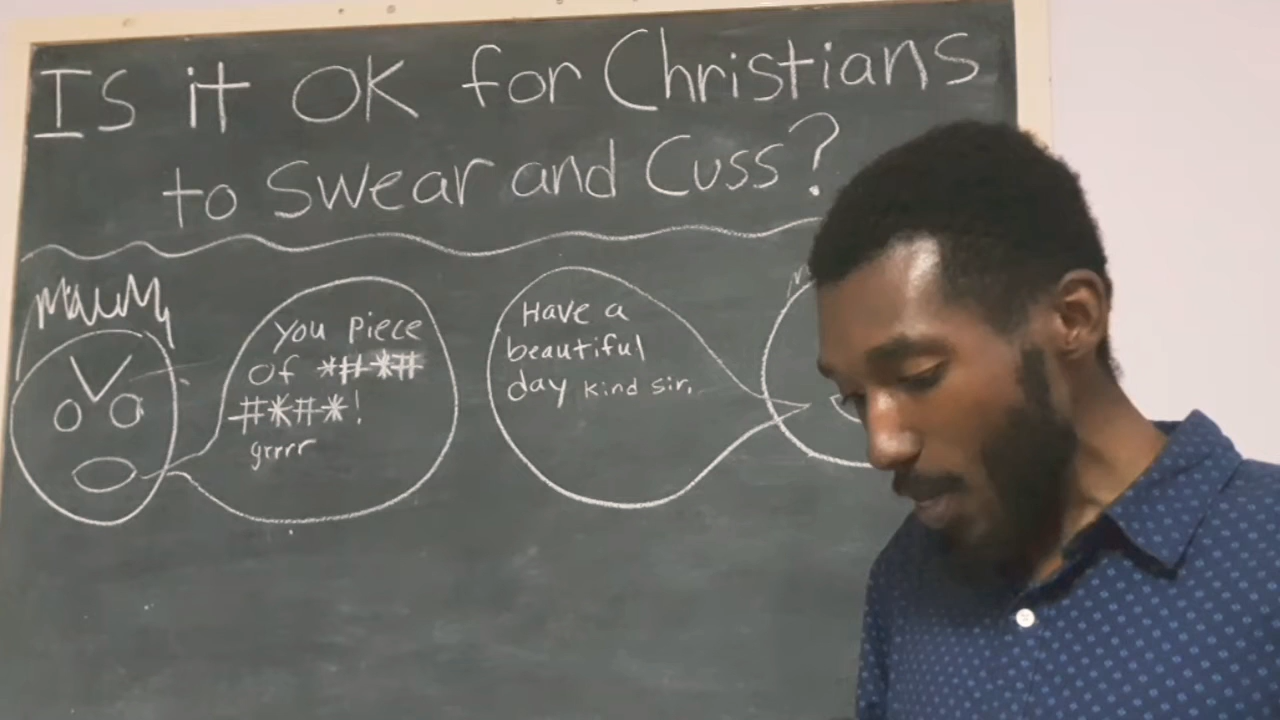 Is it OK for Christians
to Swear and Cuss?
you piece
of *#*#
#*#*!
grrrr
Have a
beautiful
day kind sir.